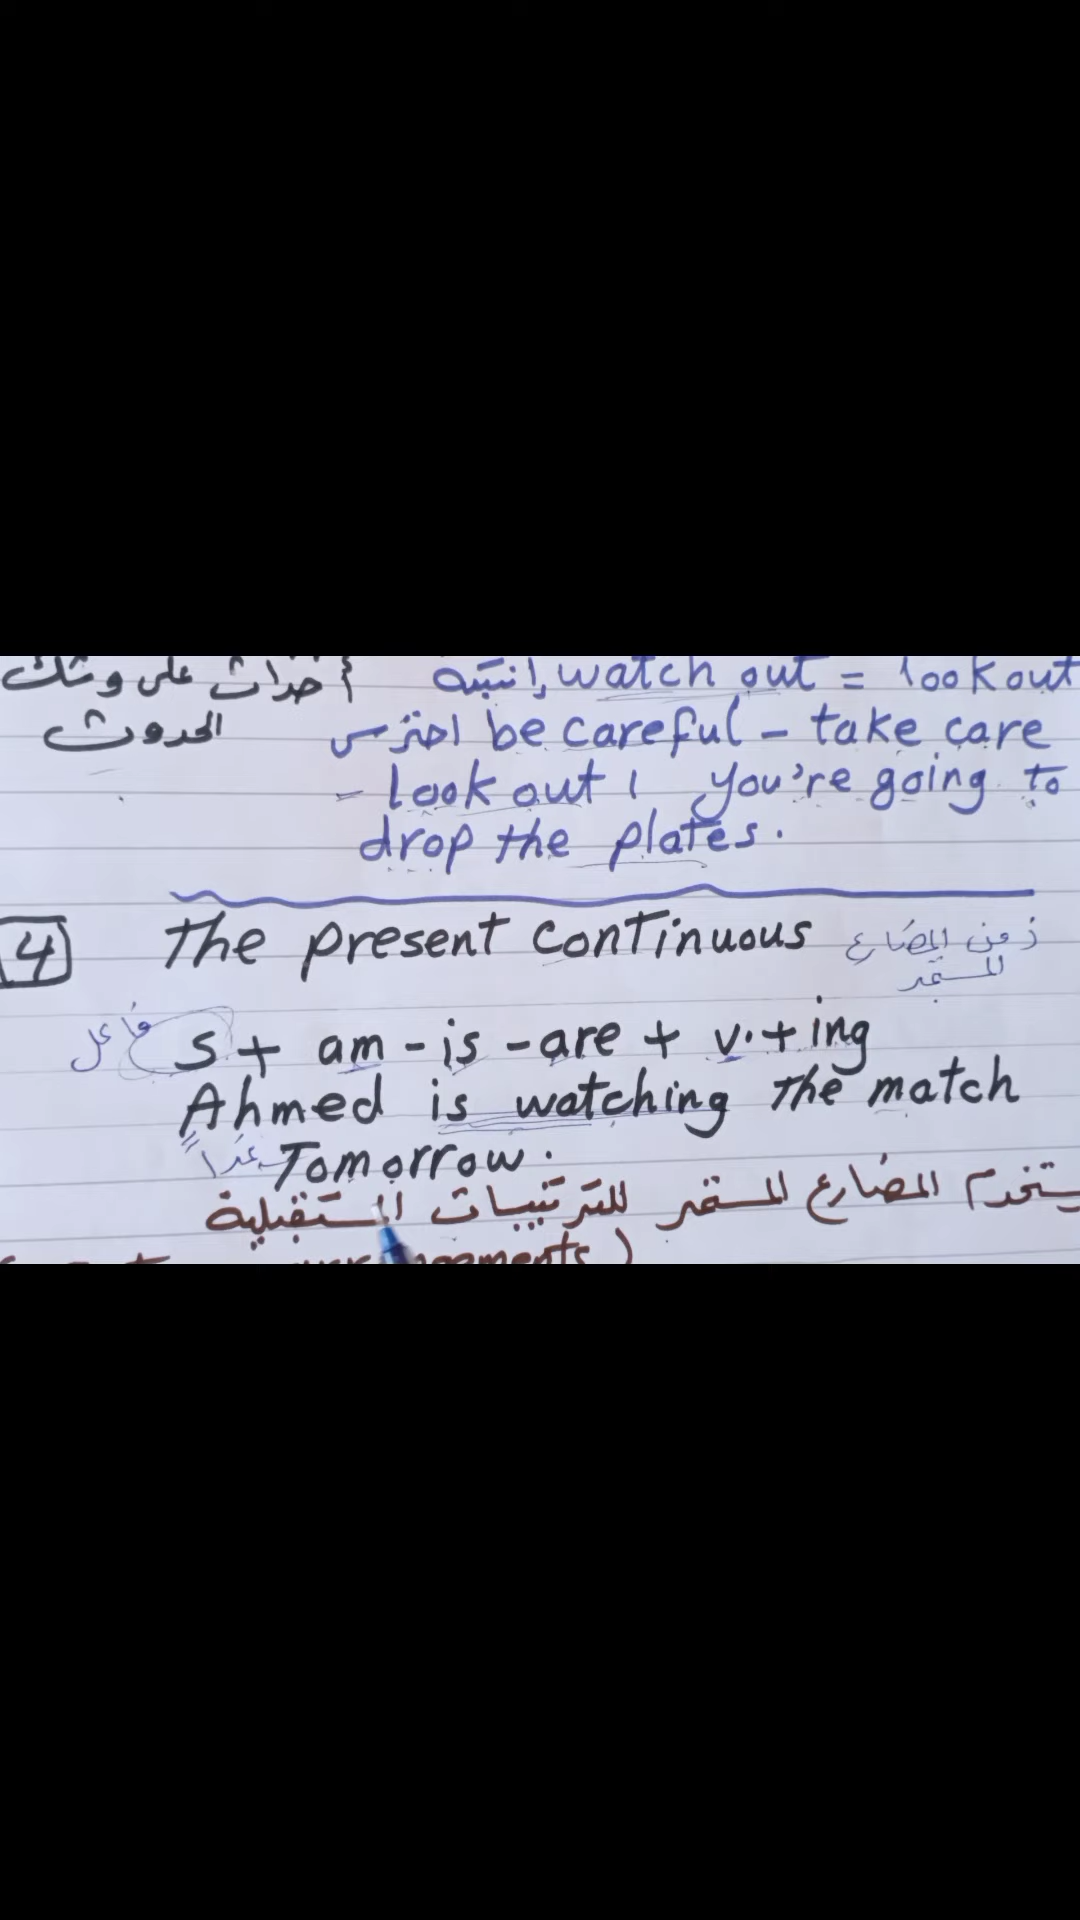 أحداث على وشك انتبه, watch out = look out
الحدوث احترس be careful - take care
- Look out ! you're going to
drop the plates.
4 The present continuous زمن المضارع
المستمر
فاعل S + am - is - are + v. + ing
Ahmed is watching the match
غداً Tomorrow.
يستخدم المضارع المستمر للترتيبات المستقبلية